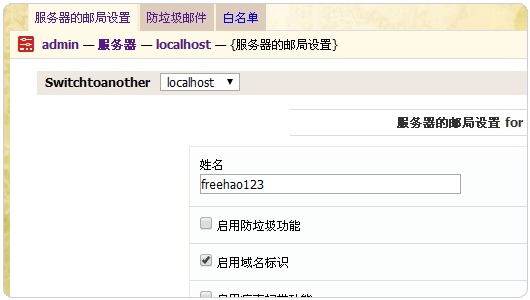 服务器的邮局设置 防垃圾邮件 白名单
admin — 服务器 — localhost — {服务器的邮局设置}
Switchtoanother localhost
服务器的邮局设置 for
姓名
freehao123
启用防垃圾功能
启用域名标识